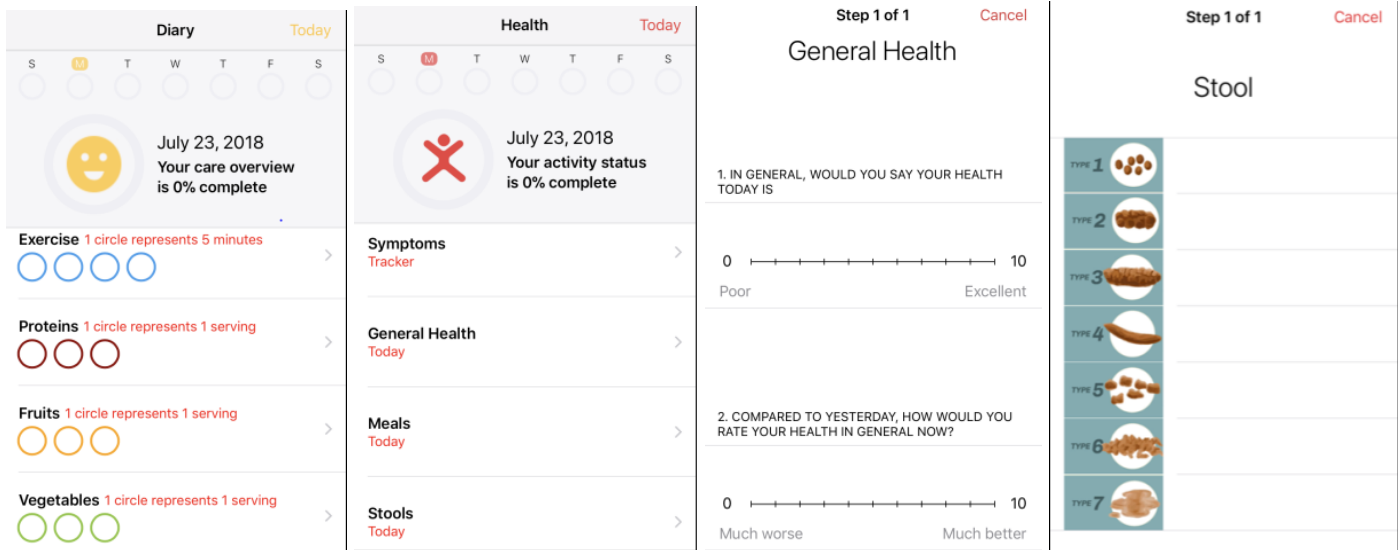 Diary
Today
S M T W T F S
July 23, 2018
Your care overview
is 0% complete
Exercise 1 circle represents 5 minutes
Proteins 1 circle represents 1 serving
Fruits 1 circle represents 1 serving
Vegetables 1 circle represents 1 serving
Health
Today
S M T W T F S
July 23, 2018
Your activity status
is 0% complete
Symptoms
Tracker
General Health
Today
Meals
Today
Stools
Today
Step 1 of 1
Cancel
General Health
1. IN GENERAL, WOULD YOU SAY YOUR HEALTH
TODAY IS
0 10
Poor Excellent
2. COMPARED TO YESTERDAY, HOW WOULD YOU
RATE YOUR HEALTH IN GENERAL NOW?
0 10
Much worse Much better
Step 1 of 1
Cancel
Stool
TYPE 1
TYPE 2
TYPE 3
TYPE 4
TYPE 5
TYPE 6
TYPE 7